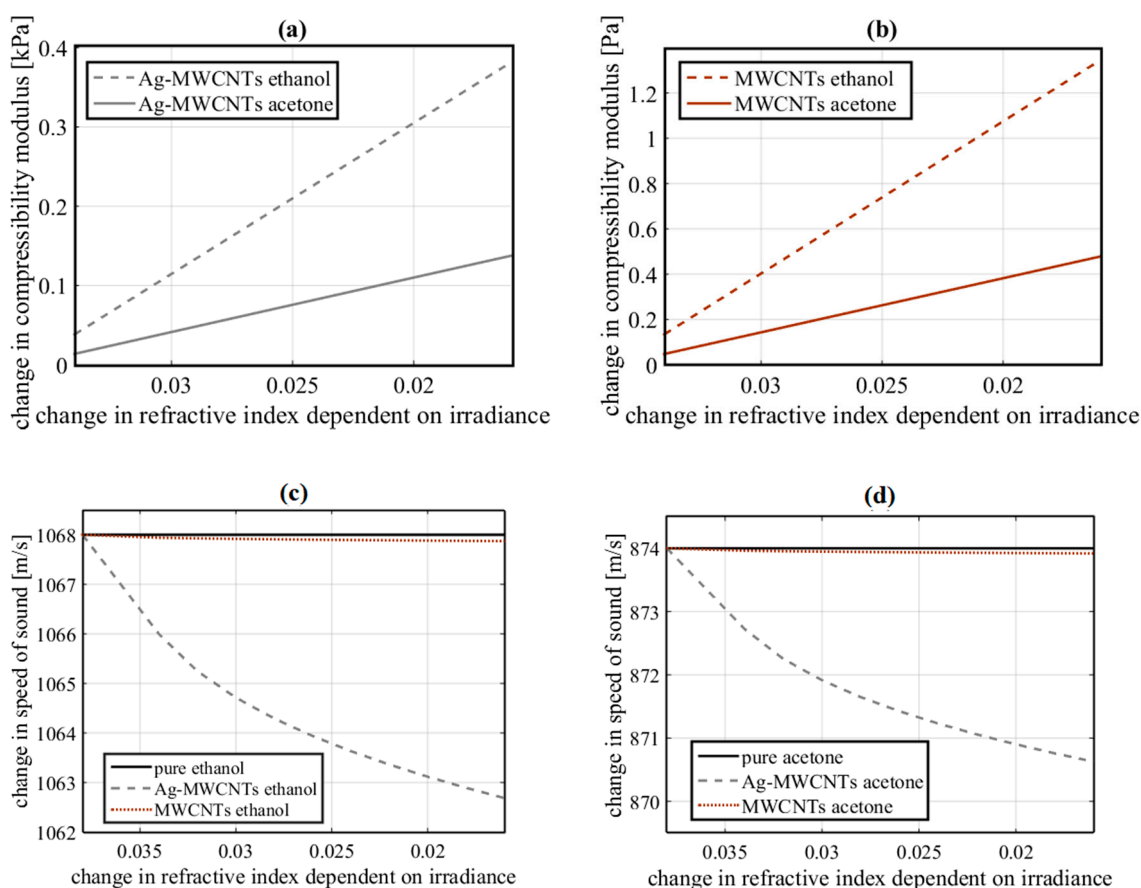 (a)
change in compressibility modulus [kPa]
0.4
0.3
0.2
0.1
0
Ag-MWCNTs ethanol
Ag-MWCNTs acetone
0.03 0.025 0.02
change in refractive index dependent on irradiance
(b)
change in compressibility modulus [Pa]
1.2
1
0.8
0.6
0.4
0.2
0
MWCNTs ethanol
MWCNTs acetone
0.03 0.025 0.02
change in refractive index dependent on irradiance
(c)
change in speed of sound [m/s]
1068
1067
1066
1065
1064
1063
1062
pure ethanol
Ag-MWCNTs ethanol
MWCNTs ethanol
0.035 0.03 0.025 0.02
change in refractive index dependent on irradiance
(d)
change in speed of sound [m/s]
874
873
872
871
870
pure acetone
Ag-MWCNTs acetone
MWCNTs acetone
0.035 0.03 0.025 0.02
change in refractive index dependent on irradiance